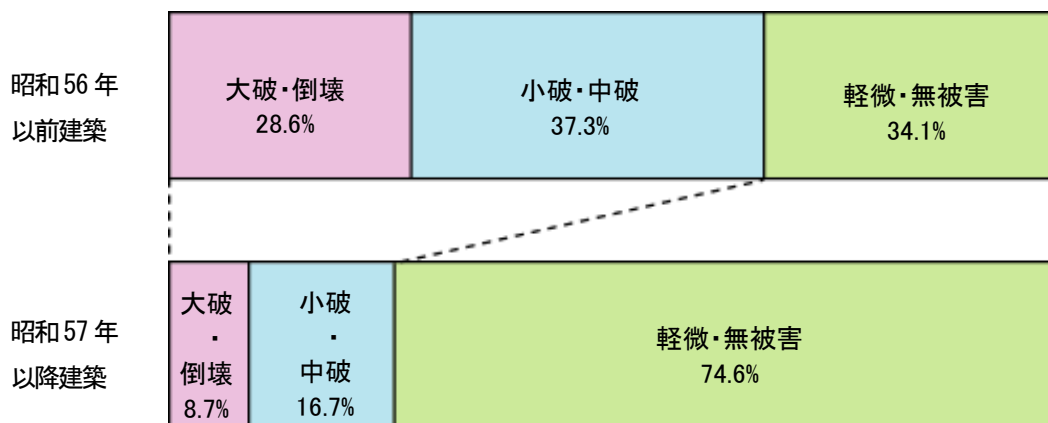 昭和56年
以前建築
大破・倒壊
28.6%
小破・中破
37.3%
軽微・無被害
34.1%
昭和57年
以降建築
大破
・
倒壊
8.7%
小破
・
中破
16.7%
軽微・無被害
74.6%